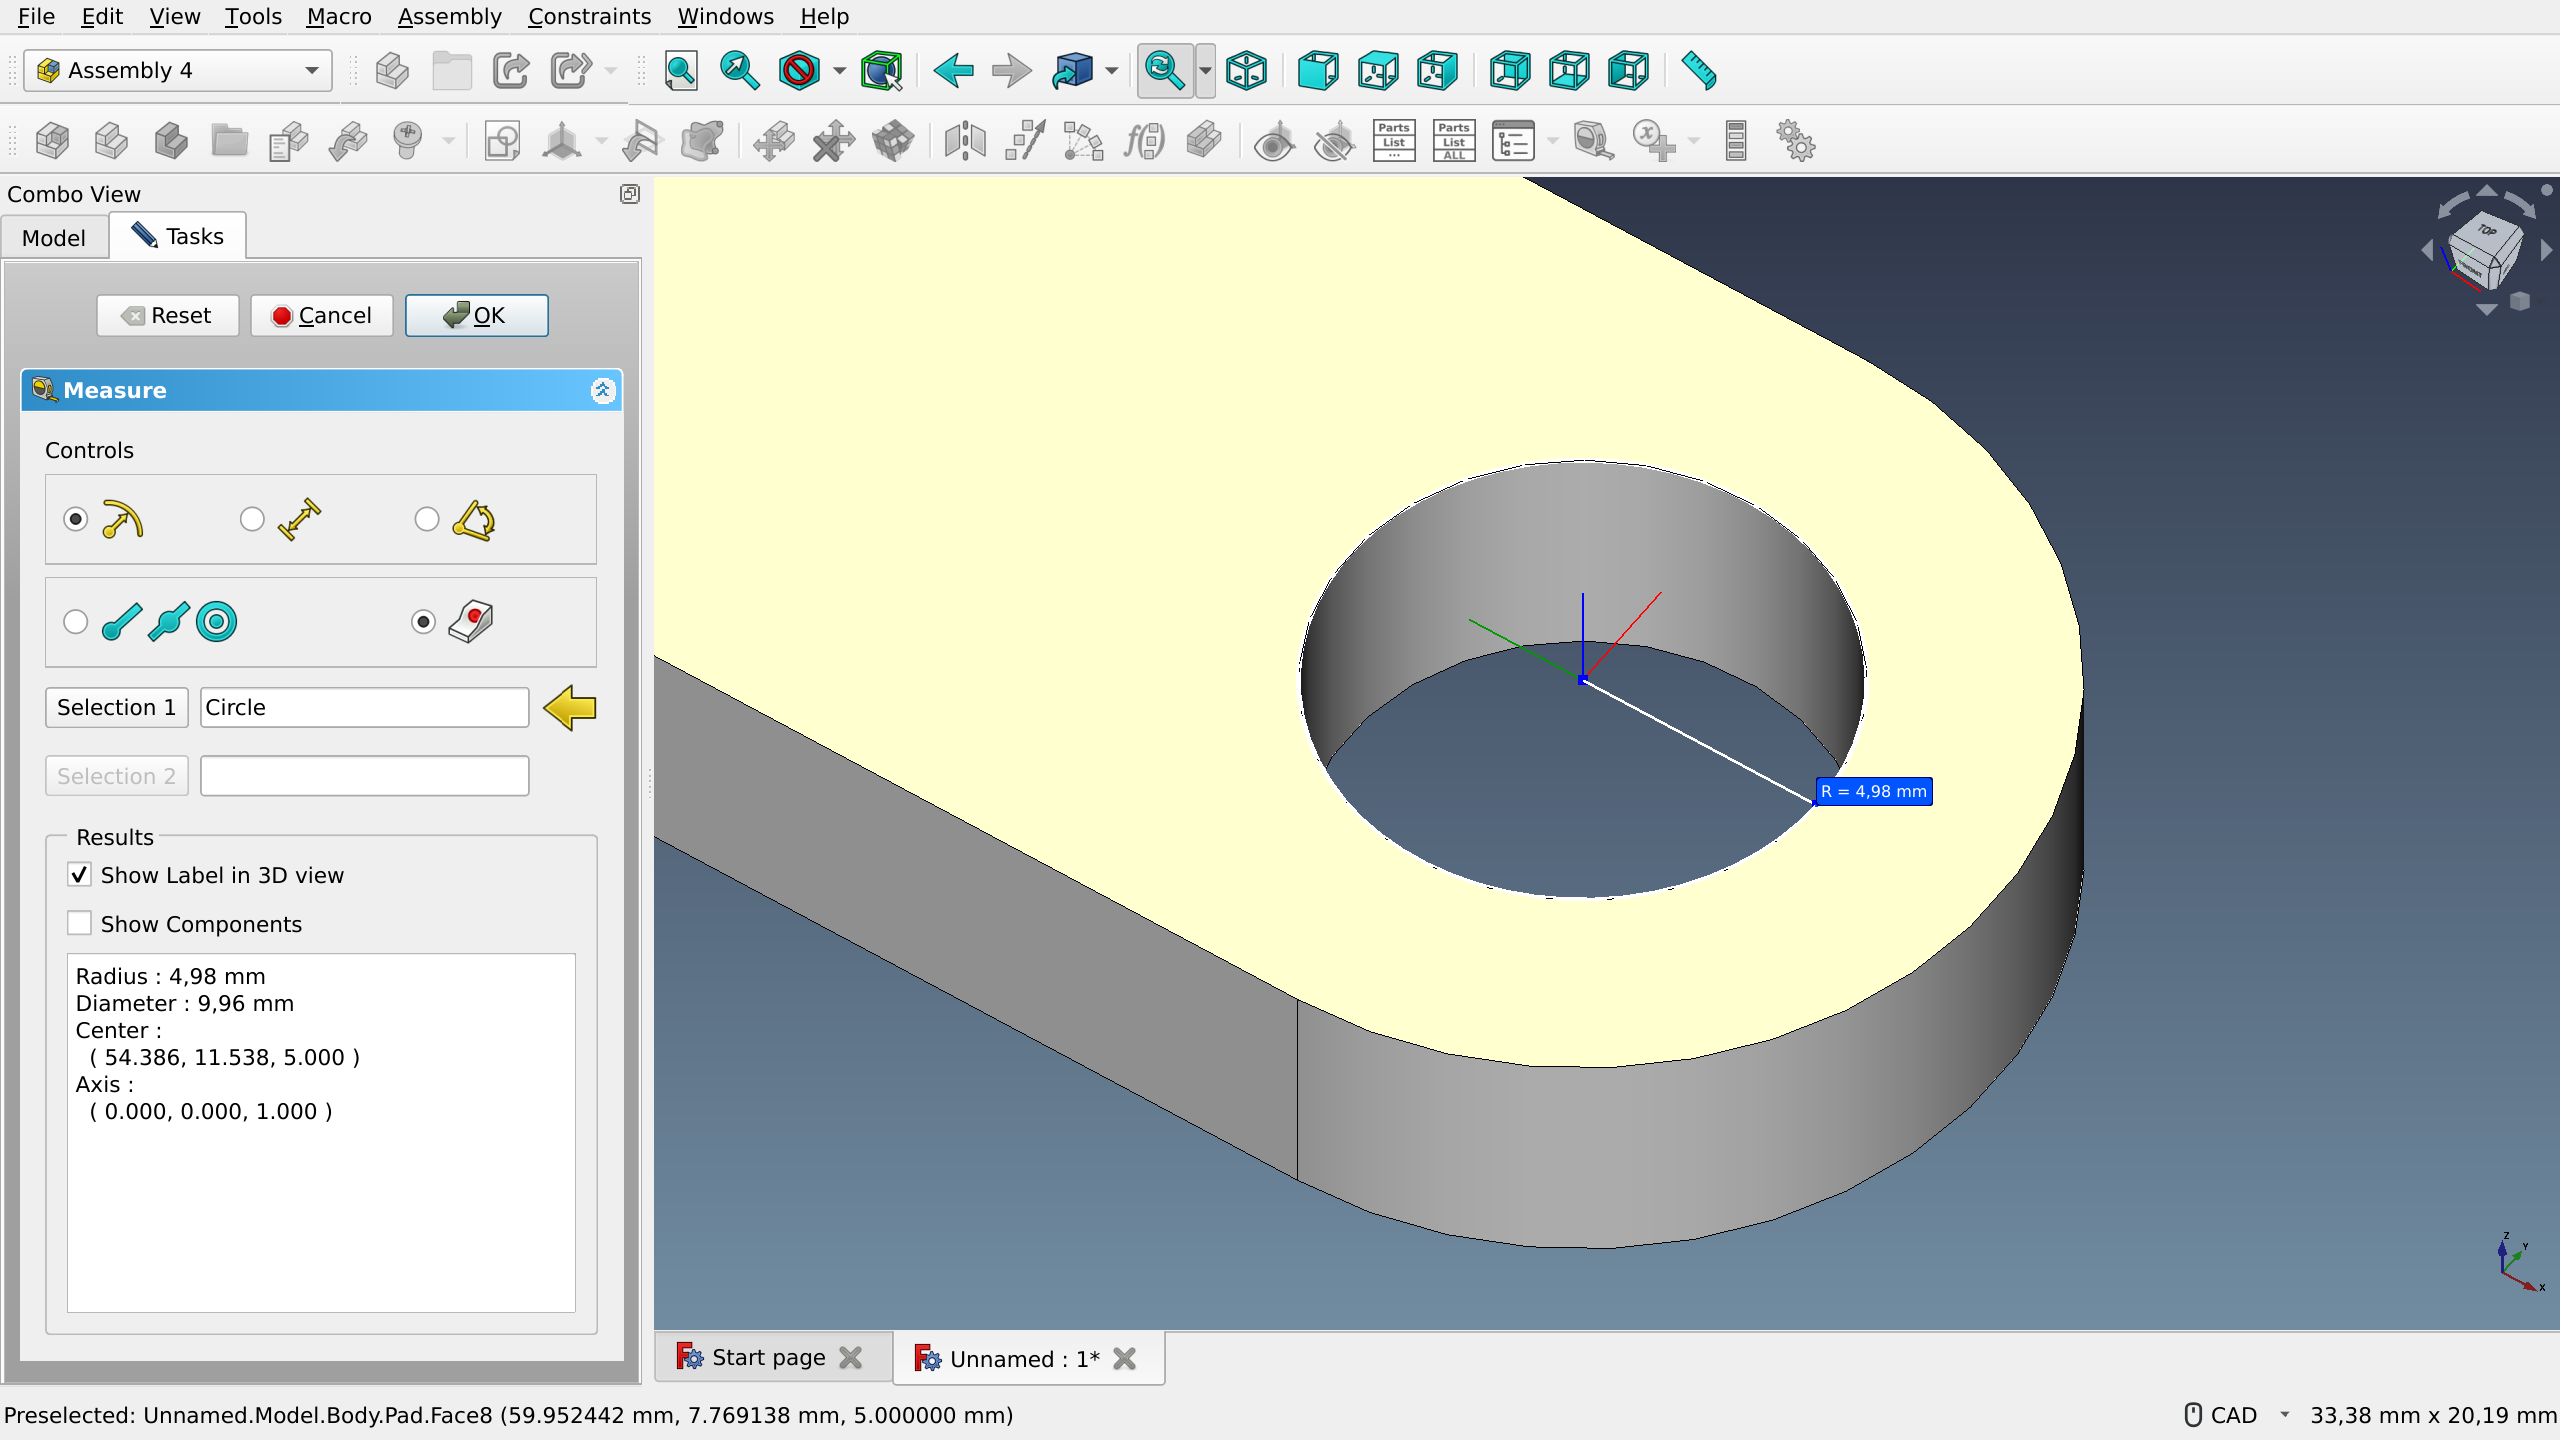 File Edit View Tools Macro Assembly Constraints Windows Help
Assembly 4
Parts List ...
Parts List ALL
Combo View
Model Tasks
Reset Cancel OK
Measure
Controls
Selection 1 Circle
Selection 2
Results
Show Label in 3D view
Show Components
Radius : 4,98 mm
Diameter : 9,96 mm
Center :
( 54.386, 11.538, 5.000 )
Axis :
( 0.000, 0.000, 1.000 )
TOP
R = 4,98 mm
Z
Y
X
Start page Unnamed : 1*
Preselected: Unnamed.Model.Body.Pad.Face8 (59.952442 mm, 7.769138 mm, 5.000000 mm) CAD 33,38 mm x 20,19 mm